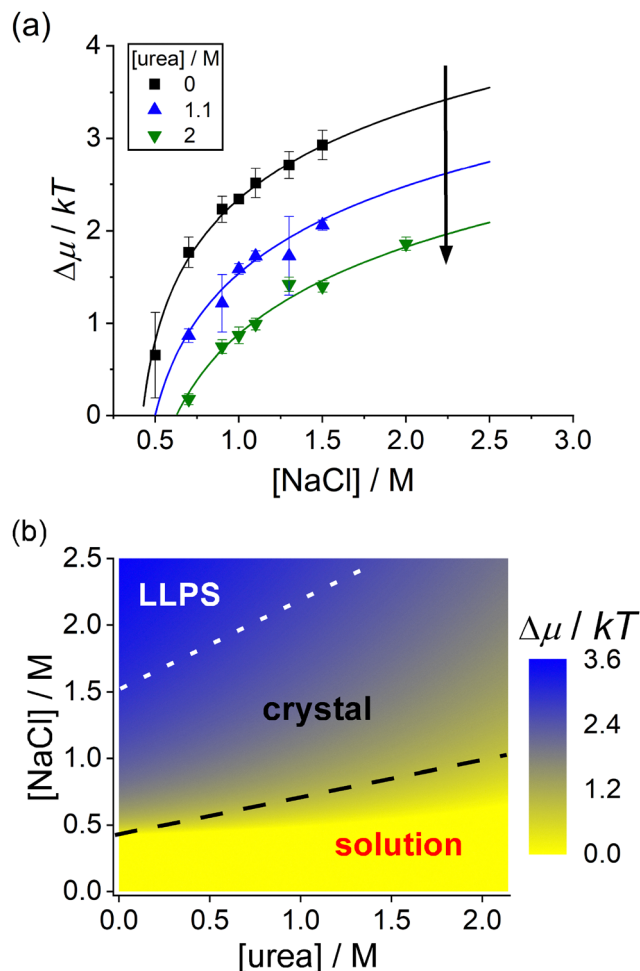 (a)
Δμ / kT
4
3
2
1
0
[urea] / M
0
1.1
2
0.5 1.0 1.5 2.0 2.5 3.0
[NaCl] / M
(b)
[NaCl] / M
2.5
2.0
1.5
1.0
0.5
0.0
LLPS
crystal
solution
0.0 0.5 1.0 1.5 2.0
[urea] / M
Δμ / kT
3.6
2.4
1.2
0.0